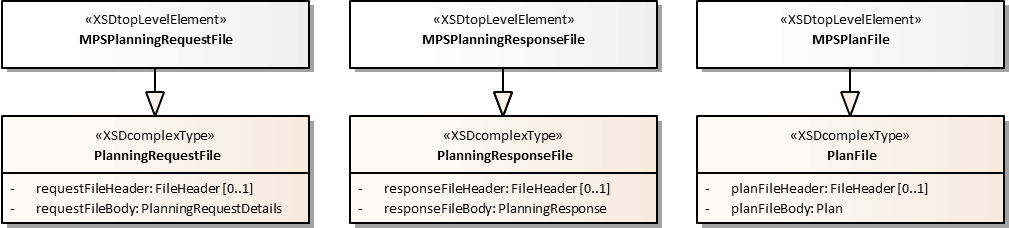 «XSDtopLevelElement»
MPSPlanningRequestFile
«XSDcomplexType»
PlanningRequestFile
- requestFileHeader: FileHeader [0..1]
- requestFileBody: PlanningRequestDetails
«XSDtopLevelElement»
MPSPlanningResponseFile
«XSDcomplexType»
PlanningResponseFile
- responseFileHeader: FileHeader [0..1]
- responseFileBody: PlanningResponse
«XSDtopLevelElement»
MPSPlanFile
«XSDcomplexType»
PlanFile
- planFileHeader: FileHeader [0..1]
- planFileBody: Plan